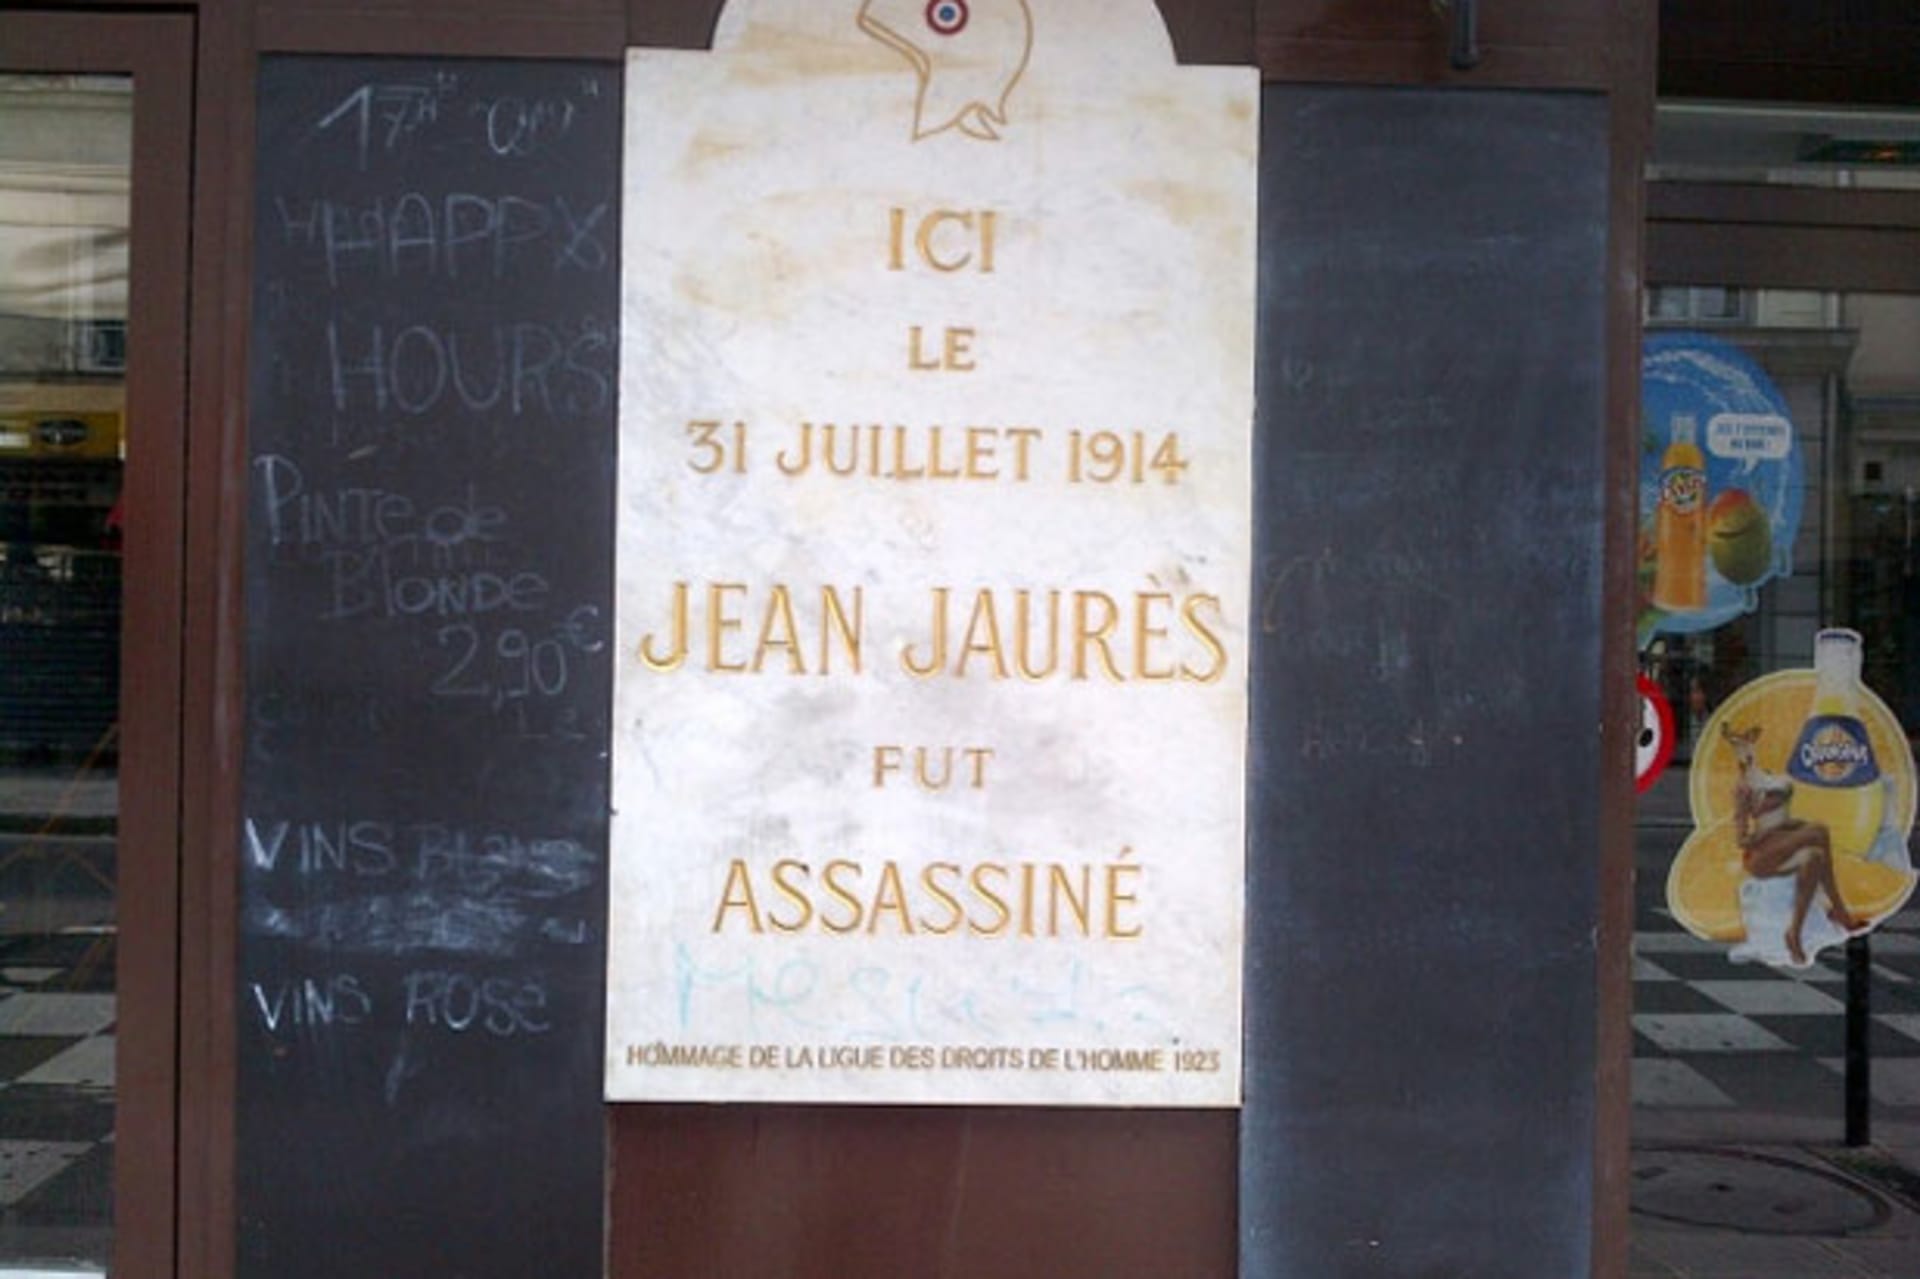 HAPPY
HOURS
PINTE de
BLONDE
2,90€
VINS
VINS ROSé
ICI
LE
31 JUILLET 1914
JEAN JAURÈS
FUT
ASSASSINÉ
HOMMAGE DE LA LIGUE DES DROITS DE L'HOMME 1923
ORANGINA